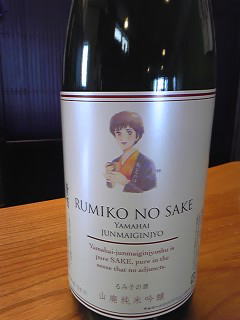 RUMIKO NO SAKE
YAMAHAI
JUNMAIGINJYO
Yamahai-junmaiginjyoshu is
pure SAKE, pure in the
sense that no adjuncts.
るみ子の酒
山廃純米吟醸